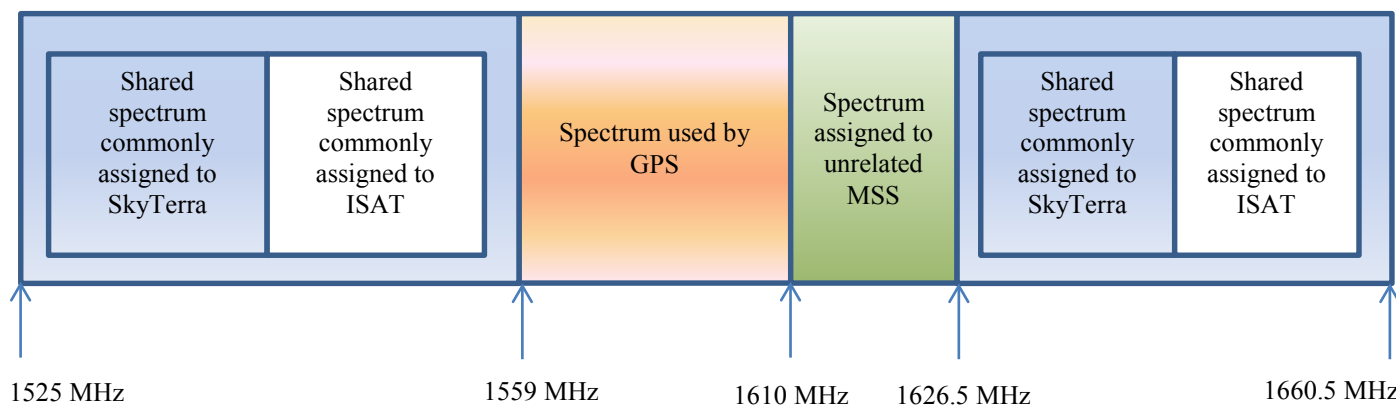 Shared
spectrum
commonly
assigned to
SkyTerra
Shared
spectrum
commonly
assigned to
ISAT
Spectrum used by
GPS
Spectrum
assigned to
unrelated
MSS
Shared
spectrum
commonly
assigned to
SkyTerra
Shared
spectrum
commonly
assigned to
ISAT
1525 MHz
1559 MHz
1610 MHz
1626.5 MHz
1660.5 MHz